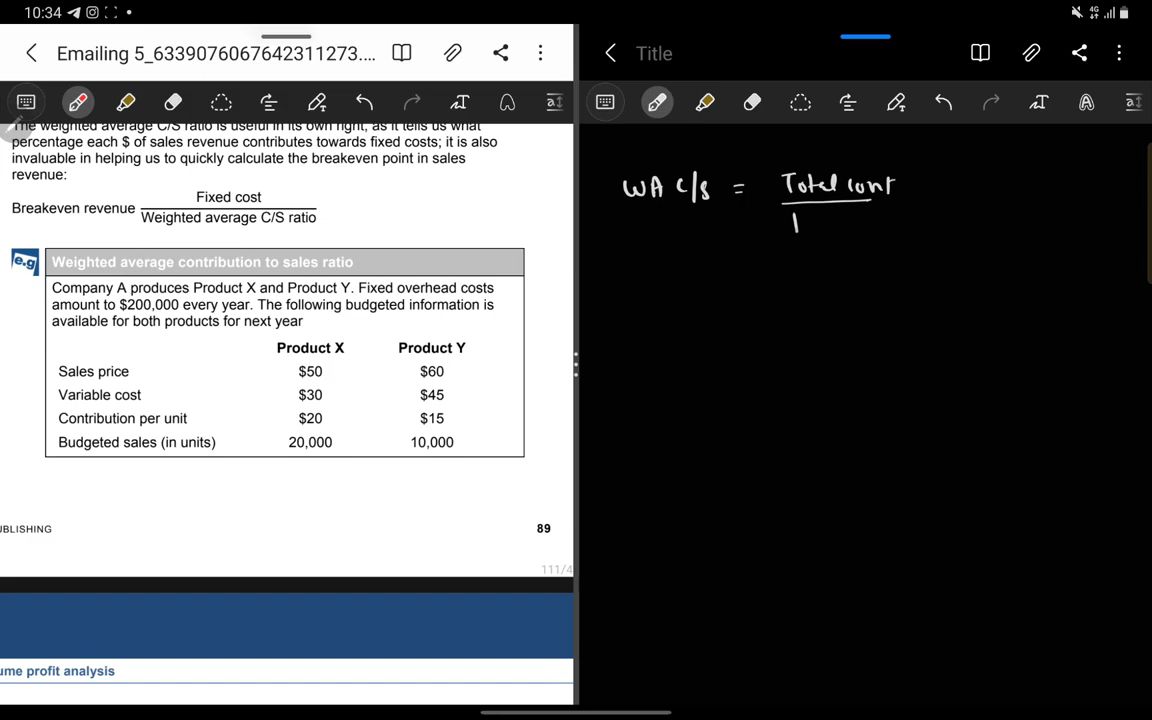 10:34
4G
Emailing 5_6339076067642311273....
Title
The weighted average C/S ratio is useful in its own right, as it tells us what
percentage each $ of sales revenue contributes towards fixed costs; it is also
invaluable in helping us to quickly calculate the breakeven point in sales
revenue:
Fixed cost
Breakeven revenue
Weighted average C/S ratio
e.g Weighted average contribution to sales ratio
Company A produces Product X and Product Y. Fixed overhead costs
amount to $200,000 every year. The following budgeted information is
available for both products for next year
Product X Product Y
Sales price $50 $60
Variable cost $30 $45
Contribution per unit $20 $15
Budgeted sales (in units) 20,000 10,000
UBLISHING 89
111/4
ume profit analysis
WA C/S = Total cont